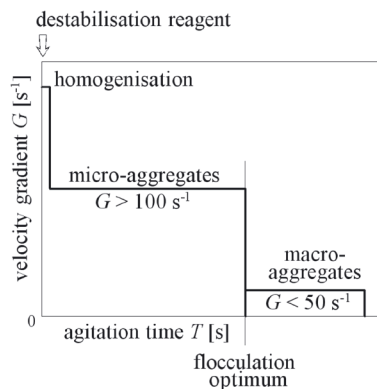 destabilisation reagent
homogenisation
velocity gradient G [s⁻¹]
micro-aggregates
G > 100 s⁻¹
macro-
aggregates
G < 50 s⁻¹
0
agitation time T [s]
flocculation
optimum